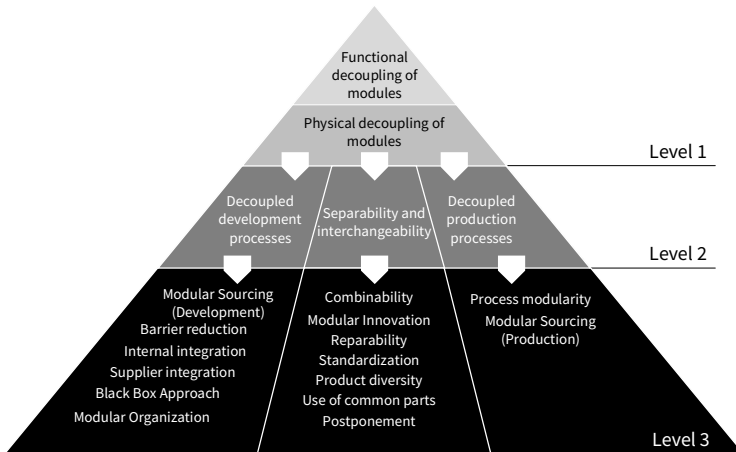 Functional
decoupling of
modules
Physical decoupling of
modules
Level 1
Decoupled
development
processes
Separability and
interchangeability
Decoupled
production
processes
Level 2
Modular Sourcing
(Development)
Barrier reduction
Internal integration
Supplier integration
Black Box Approach
Modular Organization
Combinability
Modular Innovation
Reparability
Standardization
Product diversity
Use of common parts
Postponement
Process modularity
Modular Sourcing
(Production)
Level 3